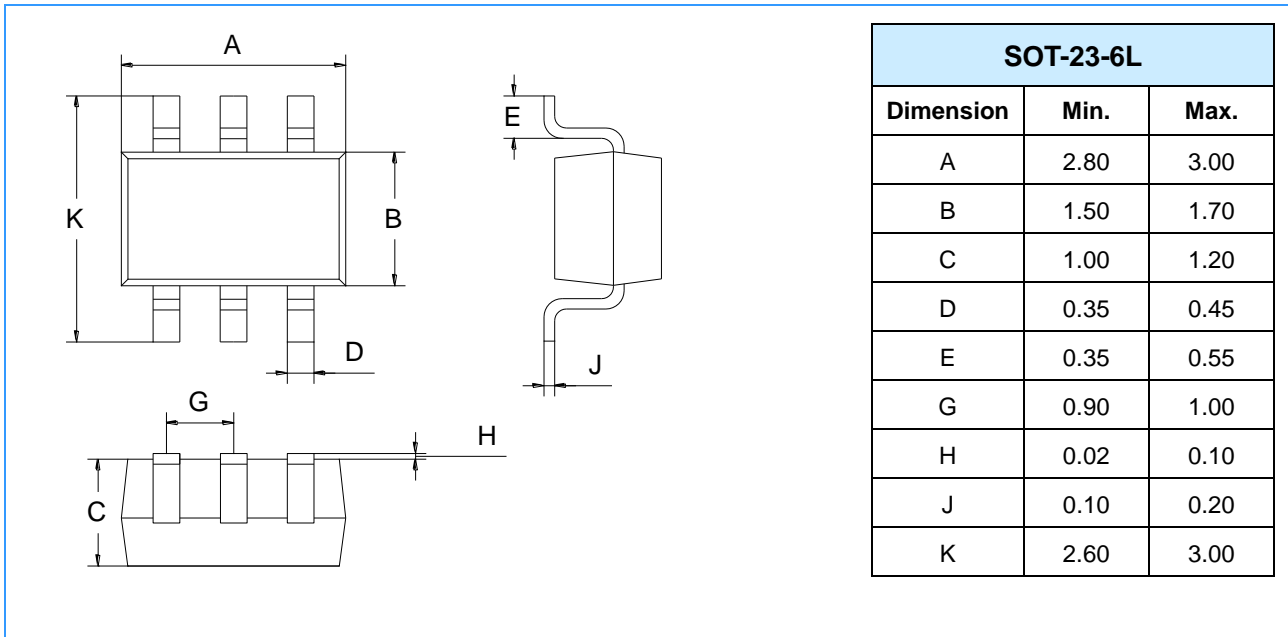 A
K
B
D
E
J
G
H
C
SOT-23-6L
Dimension Min. Max.
A 2.80 3.00
B 1.50 1.70
C 1.00 1.20
D 0.35 0.45
E 0.35 0.55
G 0.90 1.00
H 0.02 0.10
J 0.10 0.20
K 2.60 3.00